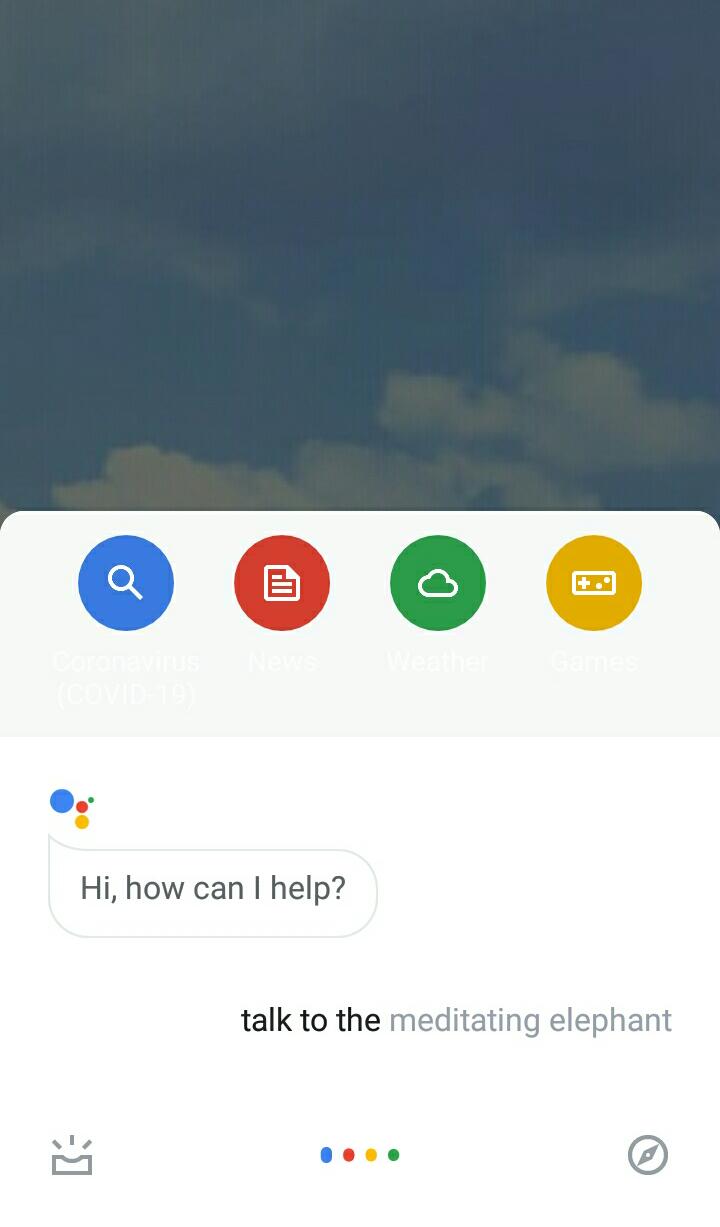 Coronavirus News Weather Games
(COVID-19)
Hi, how can I help?
talk to the meditating elephant